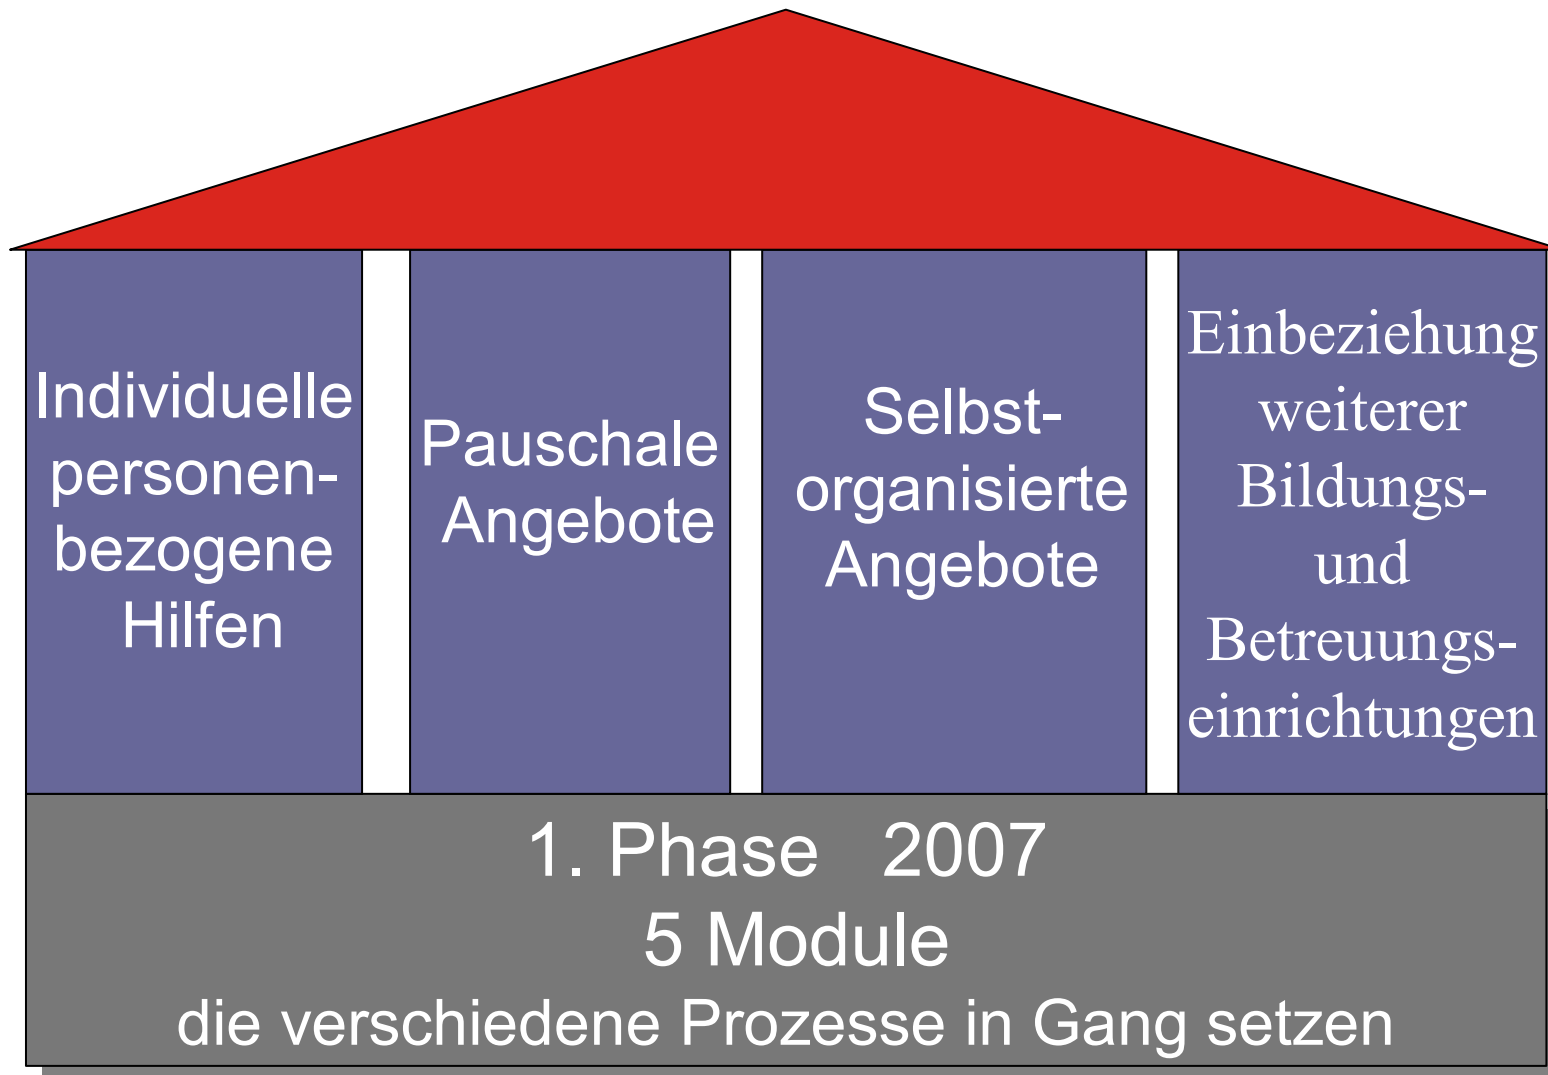 Individuelle
personen-
bezogene
Hilfen
Pauschale
Angebote
Selbst-
organisierte
Angebote
Einbeziehung
weiterer
Bildungs-
und
Betreuungs-
einrichtungen
1. Phase 2007
5 Module
die verschiedene Prozesse in Gang setzen